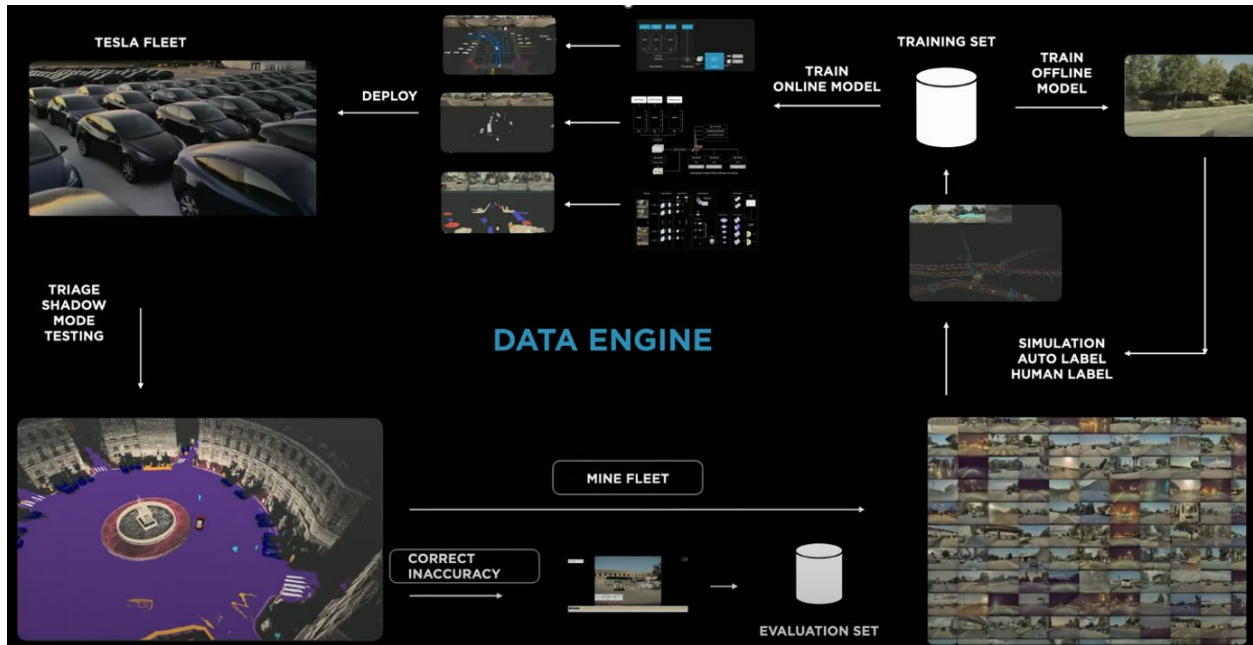 TESLA FLEET
DEPLOY
TRAIN
ONLINE MODEL
TRAINING SET
TRAIN
OFFLINE
MODEL
TRIAGE
SHADOW
MODE
TESTING
DATA ENGINE
SIMULATION
AUTO LABEL
HUMAN LABEL
MINE FLEET
CORRECT
INACCURACY
EVALUATION SET